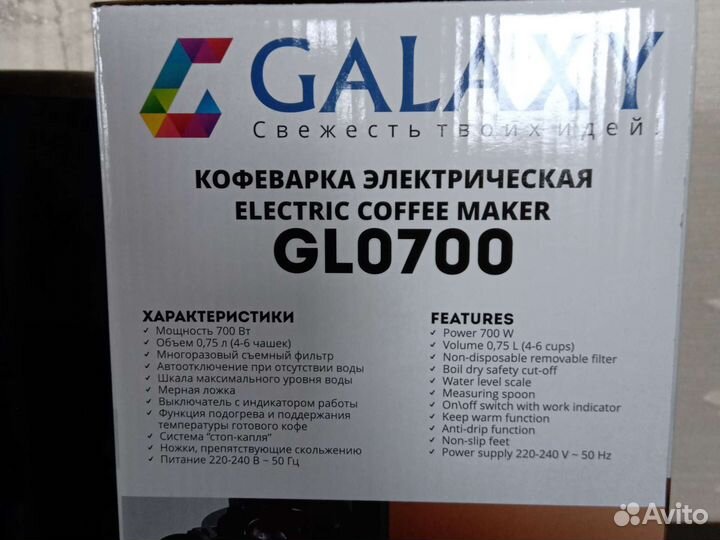 GALAXY
Свежесть твоих идей.
КОФЕВАРКА ЭЛЕКТРИЧЕСКАЯ
ELECTRIC COFFEE MAKER
GL0700
ХАРАКТЕРИСТИКИ
✓ Мощность 700 Вт
✓ Объем 0,75 л (4-6 чашек)
✓ Многоразовый съемный фильтр
✓ Автоотключение при отсутствии воды
✓ Шкала максимального уровня воды
✓ Мерная ложка
✓ Выключатель с индикатором работы
✓ Функция подогрева и поддержания
температуры готового кофе
✓ Система "стоп-капля"
✓ Ножки, препятствующие скольжению
✓ Питание 220-240 В ~ 50 Гц
FEATURES
✓ Power 700 W
✓ Volume 0,75 L (4-6 cups)
✓ Non-disposable removable filter
✓ Boil dry safety cut-off
✓ Water level scale
✓ Measuring spoon
✓ On\off switch with work indicator
✓ Keep warm function
✓ Anti-drip function
✓ Non-slip feet
✓ Power supply 220-240 V ~ 50 Hz
Avito